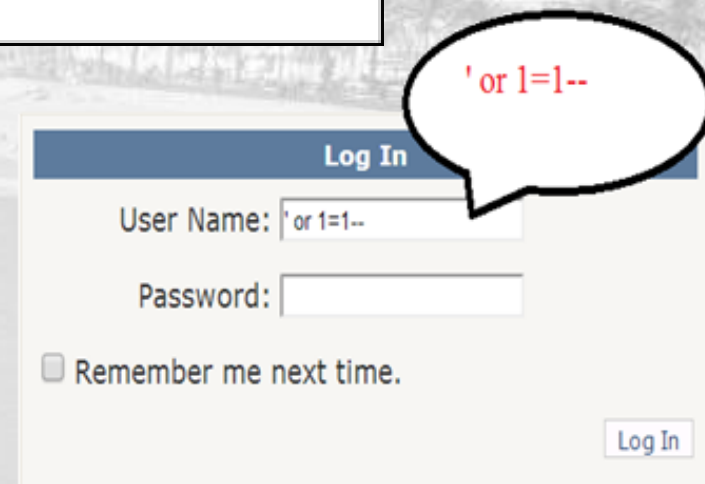 ' or 1=1--
Log In
User Name: ' or 1=1--
Password:
Remember me next time.
Log In